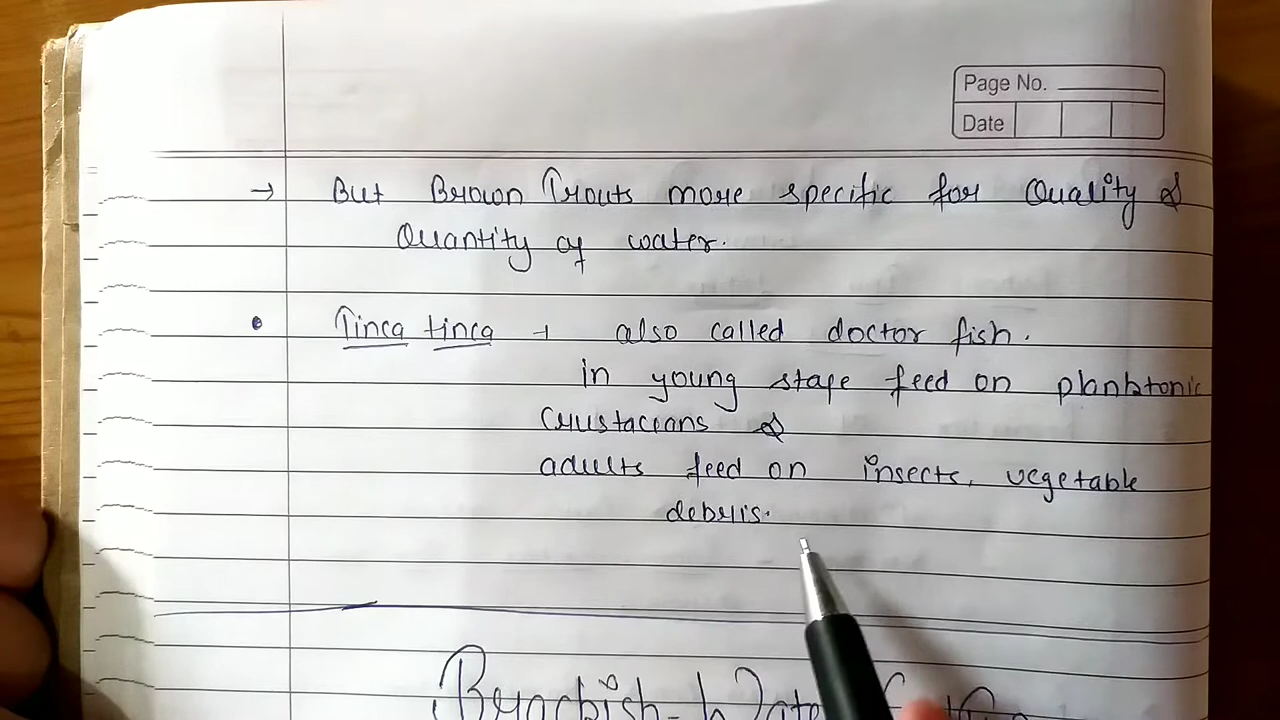 Page No.
Date
→ But Brown Trouts more specific for Quality &
Quantity of water.
• Tinca tinca → also called doctor fish.
in young stage feed on planktonic
Crustaceans &
adults feed on insects, vegetable
debris.